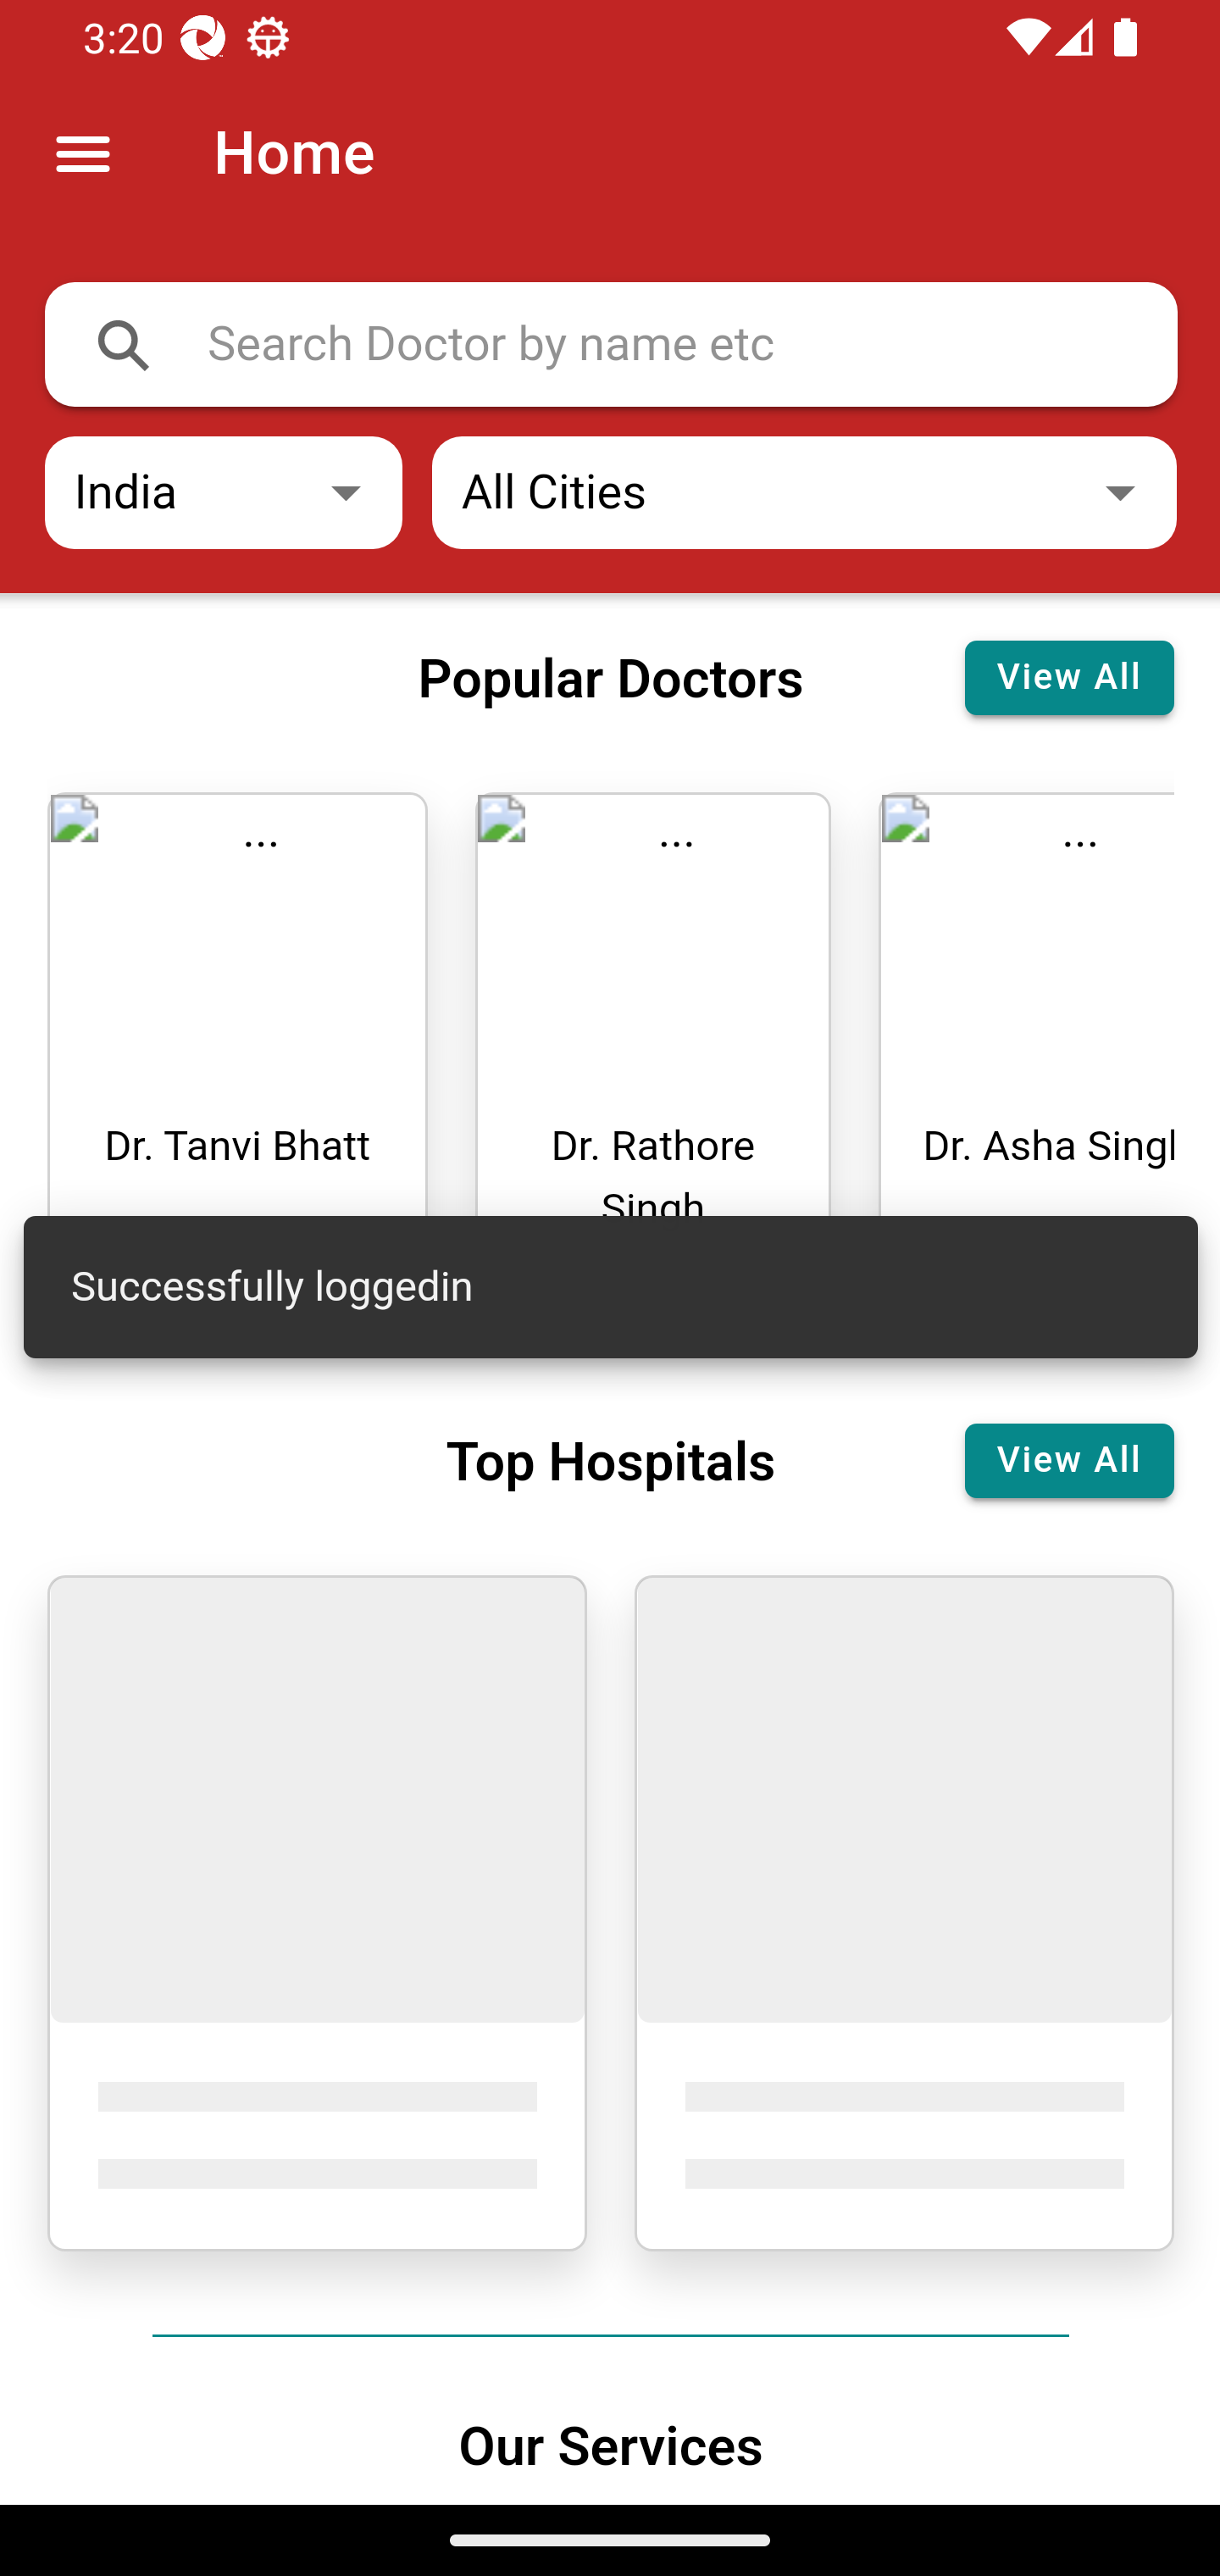 3:20
Home
Search Doctor by name etc
India
All Cities
Popular Doctors
View All
...
...
...
Dr. Tanvi Bhatt
Dr. Rathore
Singh
Dr. Asha Singh
Successfully loggedin
Top Hospitals
View All
Our Services